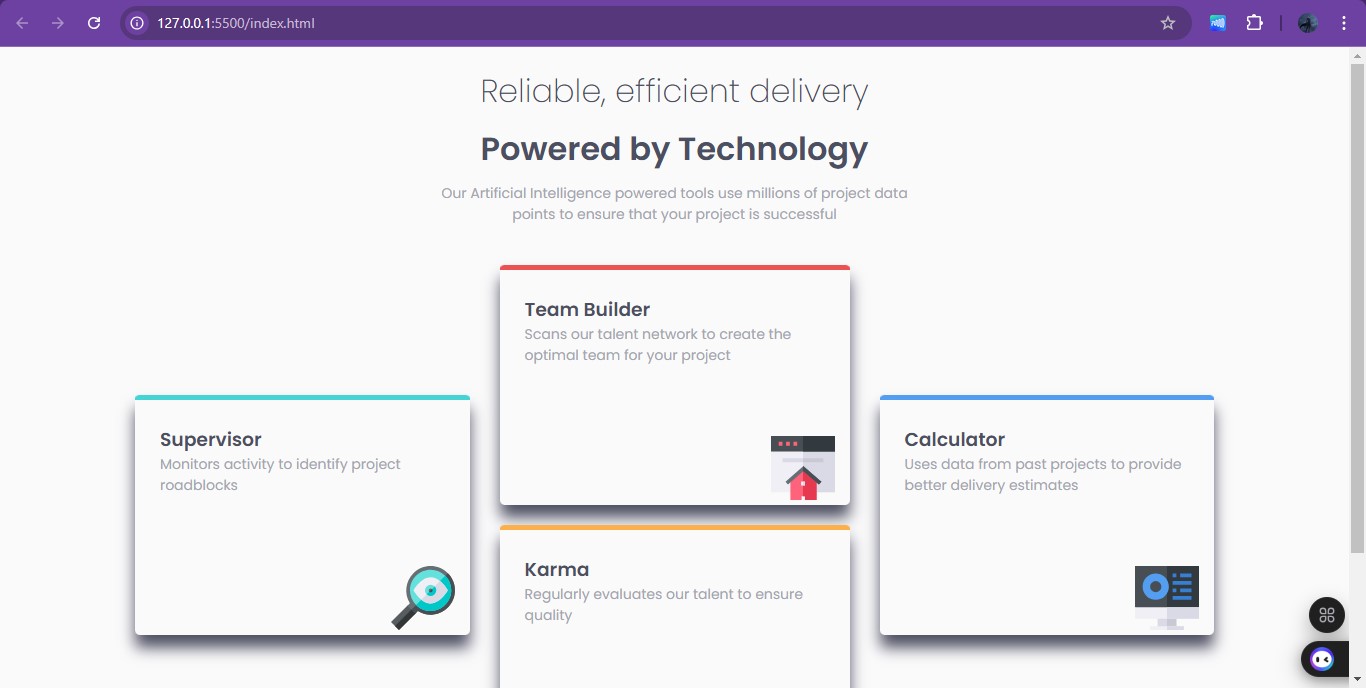 127.0.0.1:5500/index.html
Reliable, efficient delivery
Powered by Technology
Our Artificial Intelligence powered tools use millions of project data
points to ensure that your project is successful
Team Builder
Scans our talent network to create the
optimal team for your project
Supervisor
Monitors activity to identify project
roadblocks
Calculator
Uses data from past projects to provide
better delivery estimates
Karma
Regularly evaluates our talent to ensure
quality